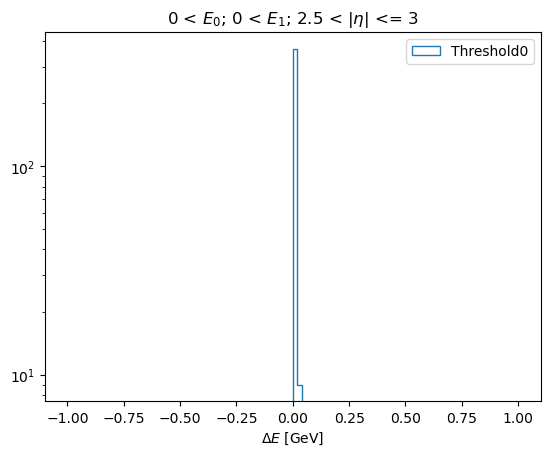 0 < E₀; 0 < E₁; 2.5 < |η| <= 3
Threshold0
10²
10¹
−1.00 −0.75 −0.50 −0.25 0.00 0.25 0.50 0.75 1.00
ΔE [GeV]